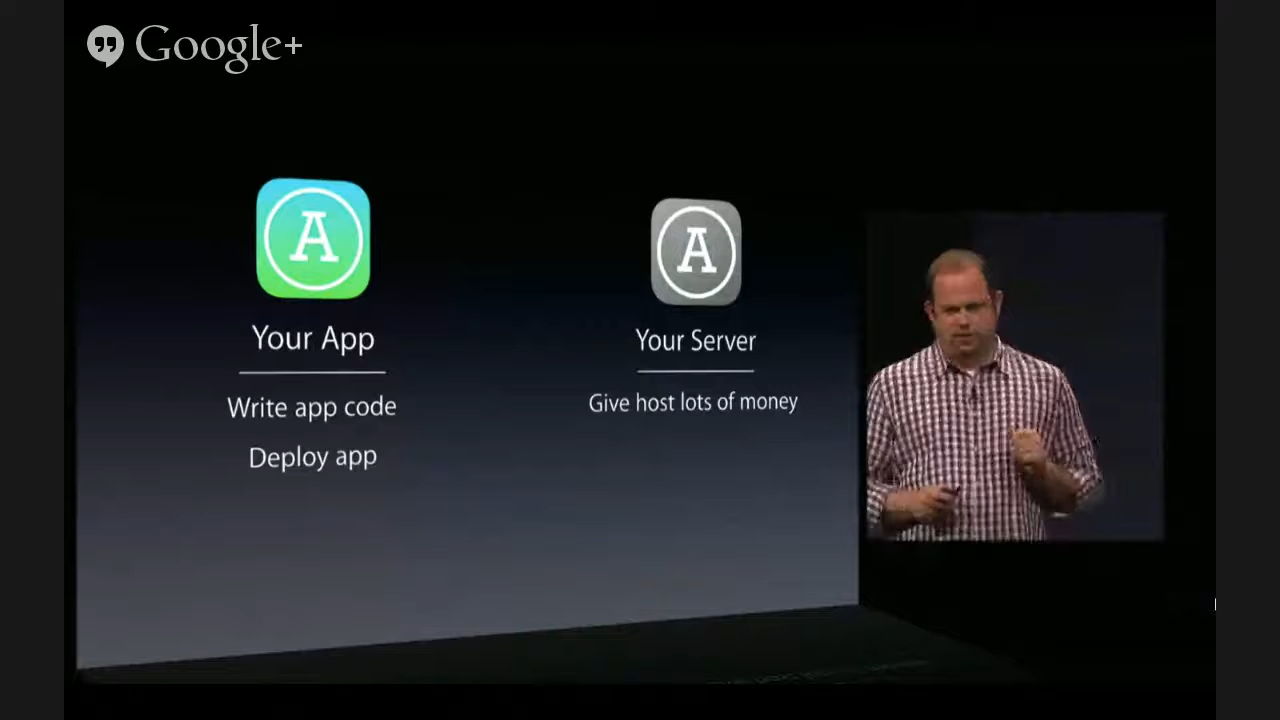 Google+
A
A
Your App
Your Server
Write app code
Give host lots of money
Deploy app